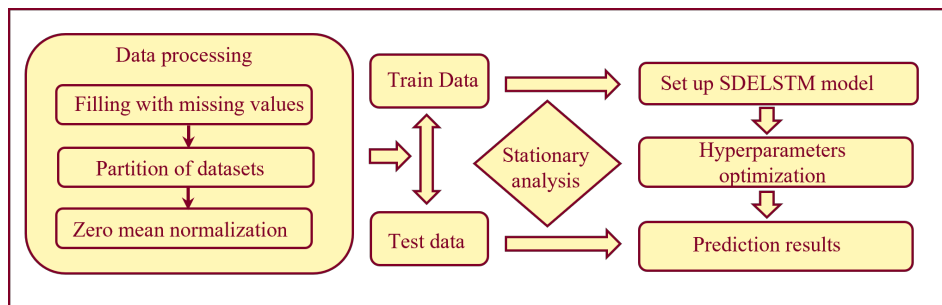 Data processing
Filling with missing values
Partition of datasets
Zero mean normalization
Train Data
Test data
Stationary
analysis
Set up SDELSTM model
Hyperparameters
optimization
Prediction results